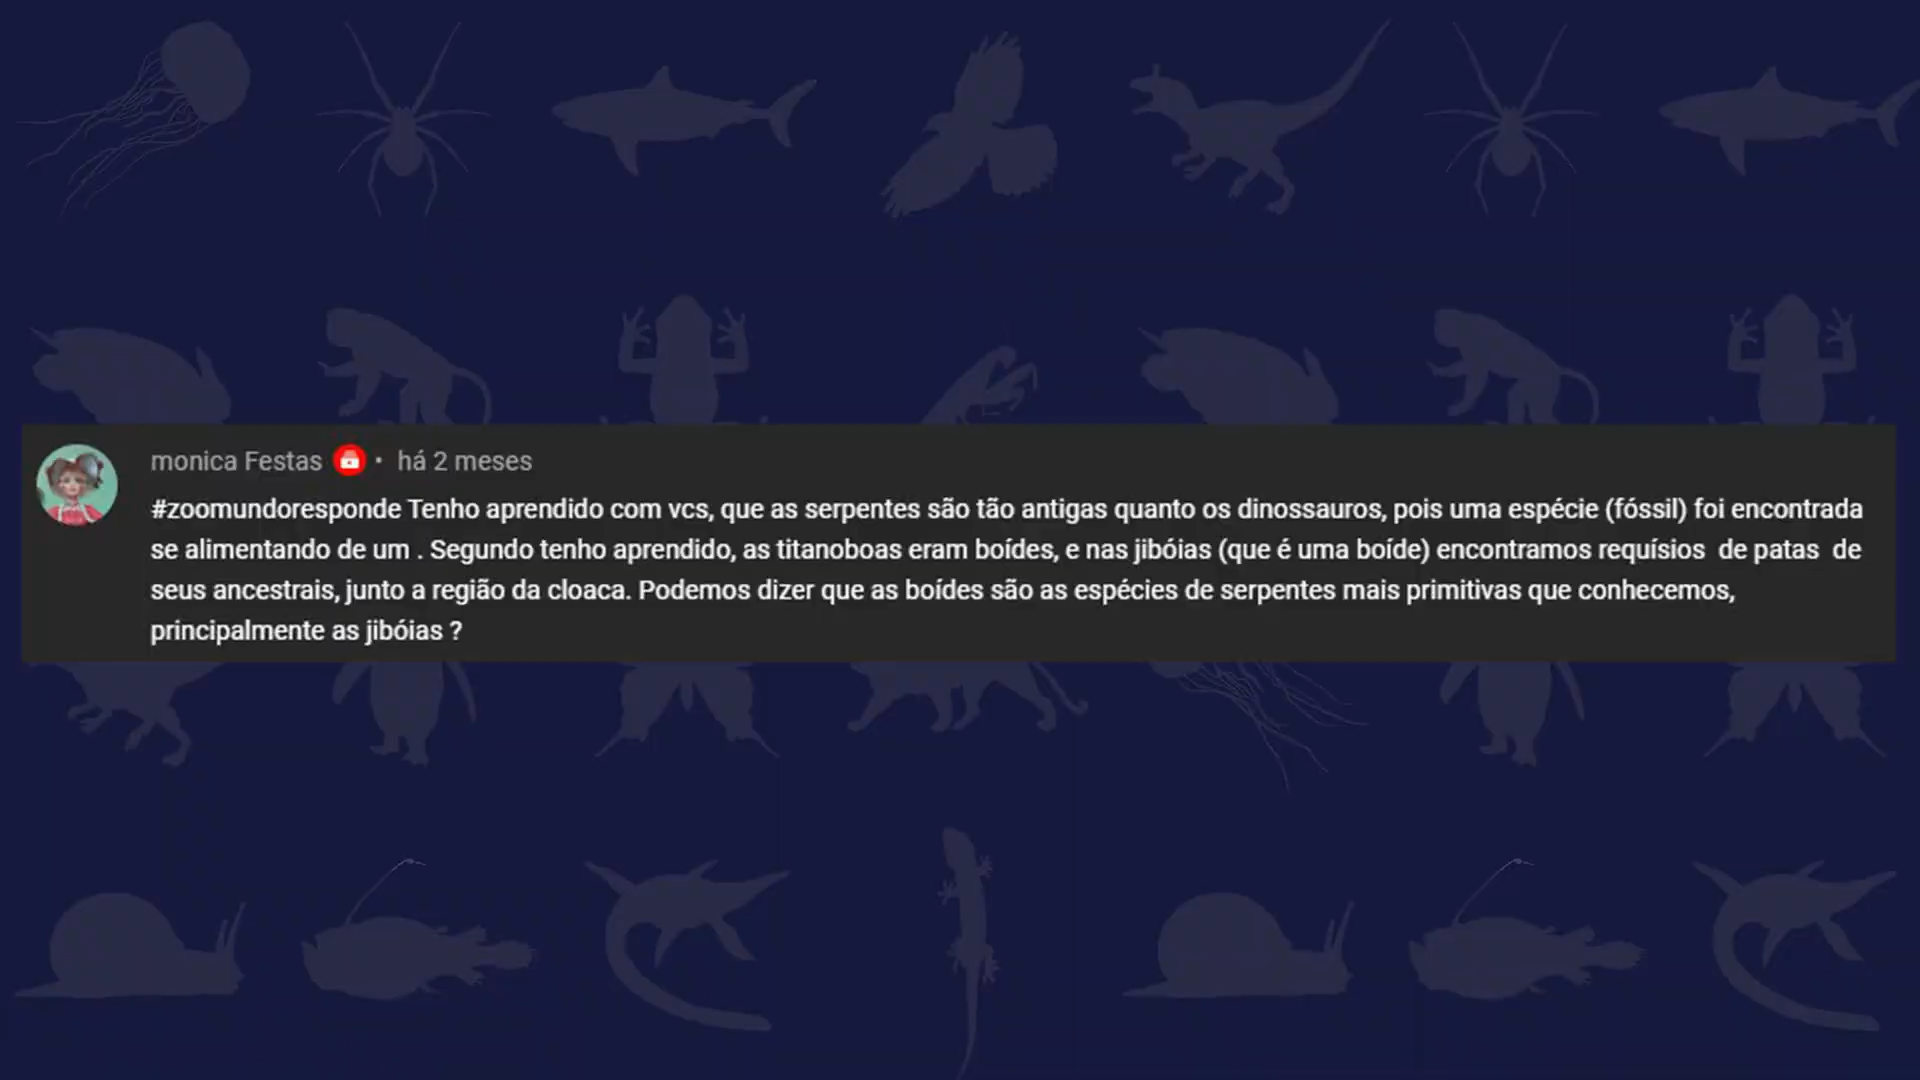 monica Festas • há 2 meses
#zoomundoresponde Tenho aprendido com vcs, que as serpentes são tão antigas quanto os dinossauros, pois uma espécie (fóssil) foi encontrada
se alimentando de um . Segundo tenho aprendido, as titanoboas eram boídes, e nas jibóias (que é uma boíde) encontramos requísios de patas de
seus ancestrais, junto a região da cloaca. Podemos dizer que as boídes são as espécies de serpentes mais primitivas que conhecemos,
principalmente as jibóias ?